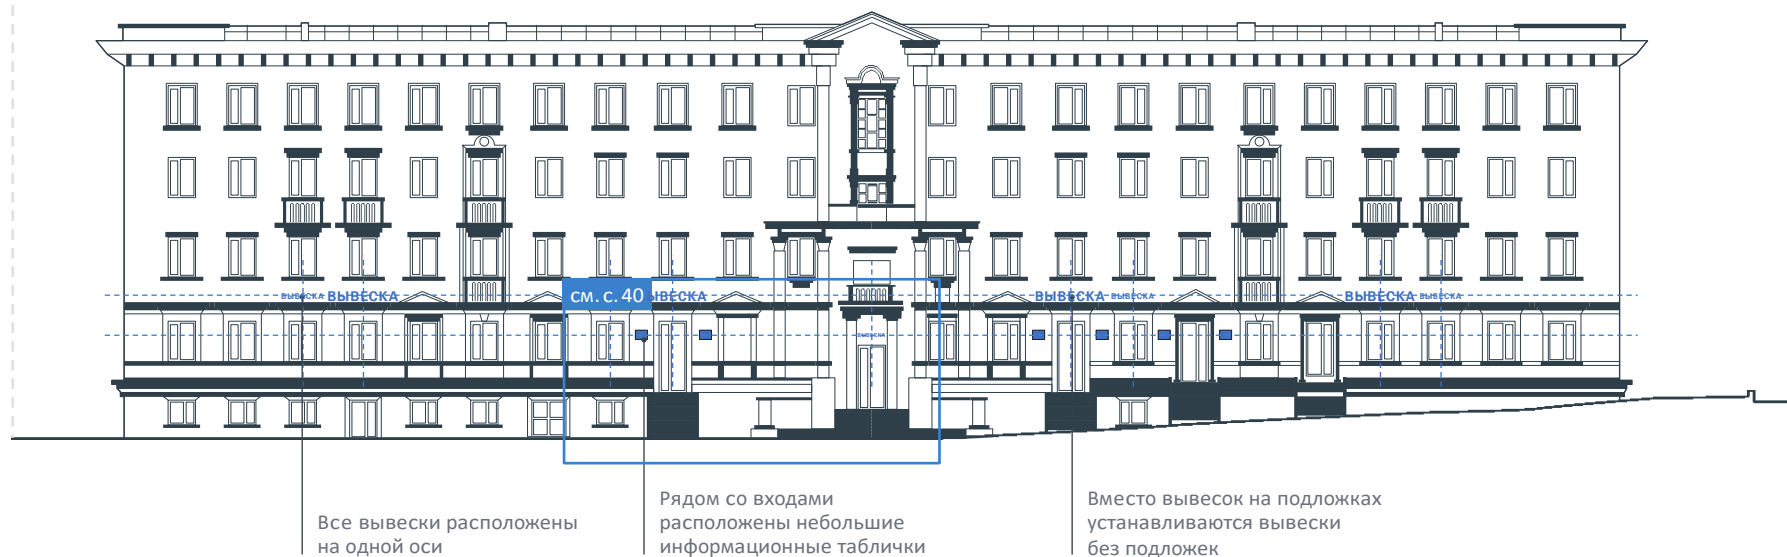 ВЫВЕСКА ВЫВЕСКА см. с. 40 ВЫВЕСКА ВЫВЕСКА ВЫВЕСКА ВЫВЕСКА ВЫВЕСКА
ВЫВЕСКА
Все вывески расположены
на одной оси
Рядом со входами
расположены небольшие
информационные таблички
Вместо вывесок на подложках
устанавливаются вывески
без подложек